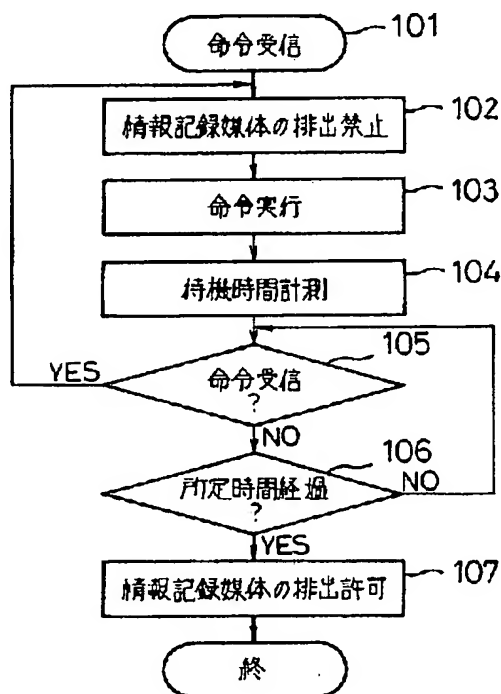 命令受信
101
情報記録媒体の排出禁止
102
命令実行
103
待機時間計測
104
命令受信
?
105
YES
NO
所定時間経過
?
106
NO
YES
情報記録媒体の排出許可
107
終